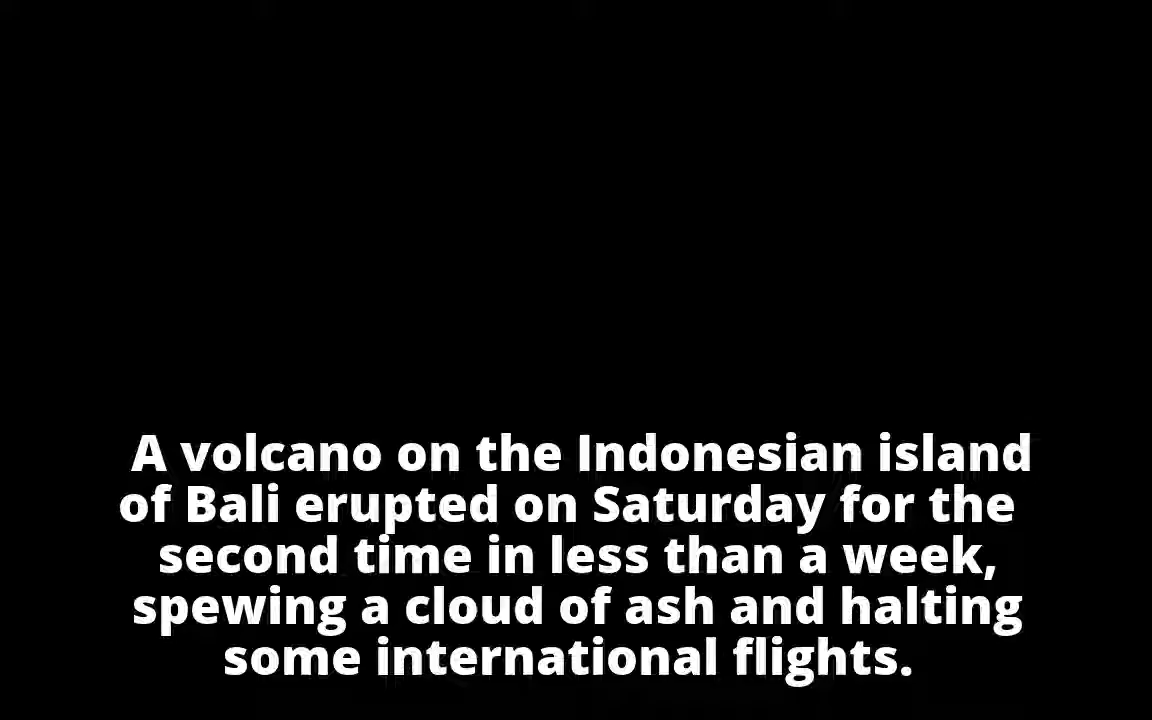 A volcano on the Indonesian island
of Bali erupted on Saturday for the
second time in less than a week,
spewing a cloud of ash and halting
some international flights.